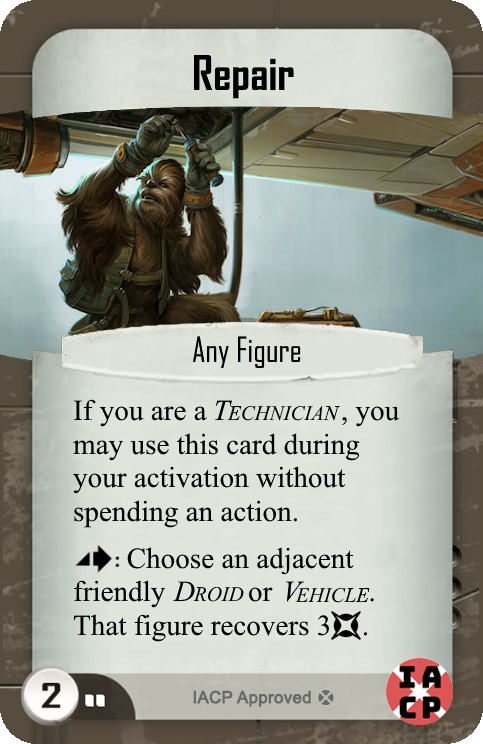 Repair
Any Figure
If you are a TECHNICIAN, you
may use this card during
your activation without
spending an action.
: Choose an adjacent
friendly DROID or VEHICLE.
That figure recovers 3.
2
IACP Approved
IA
CP